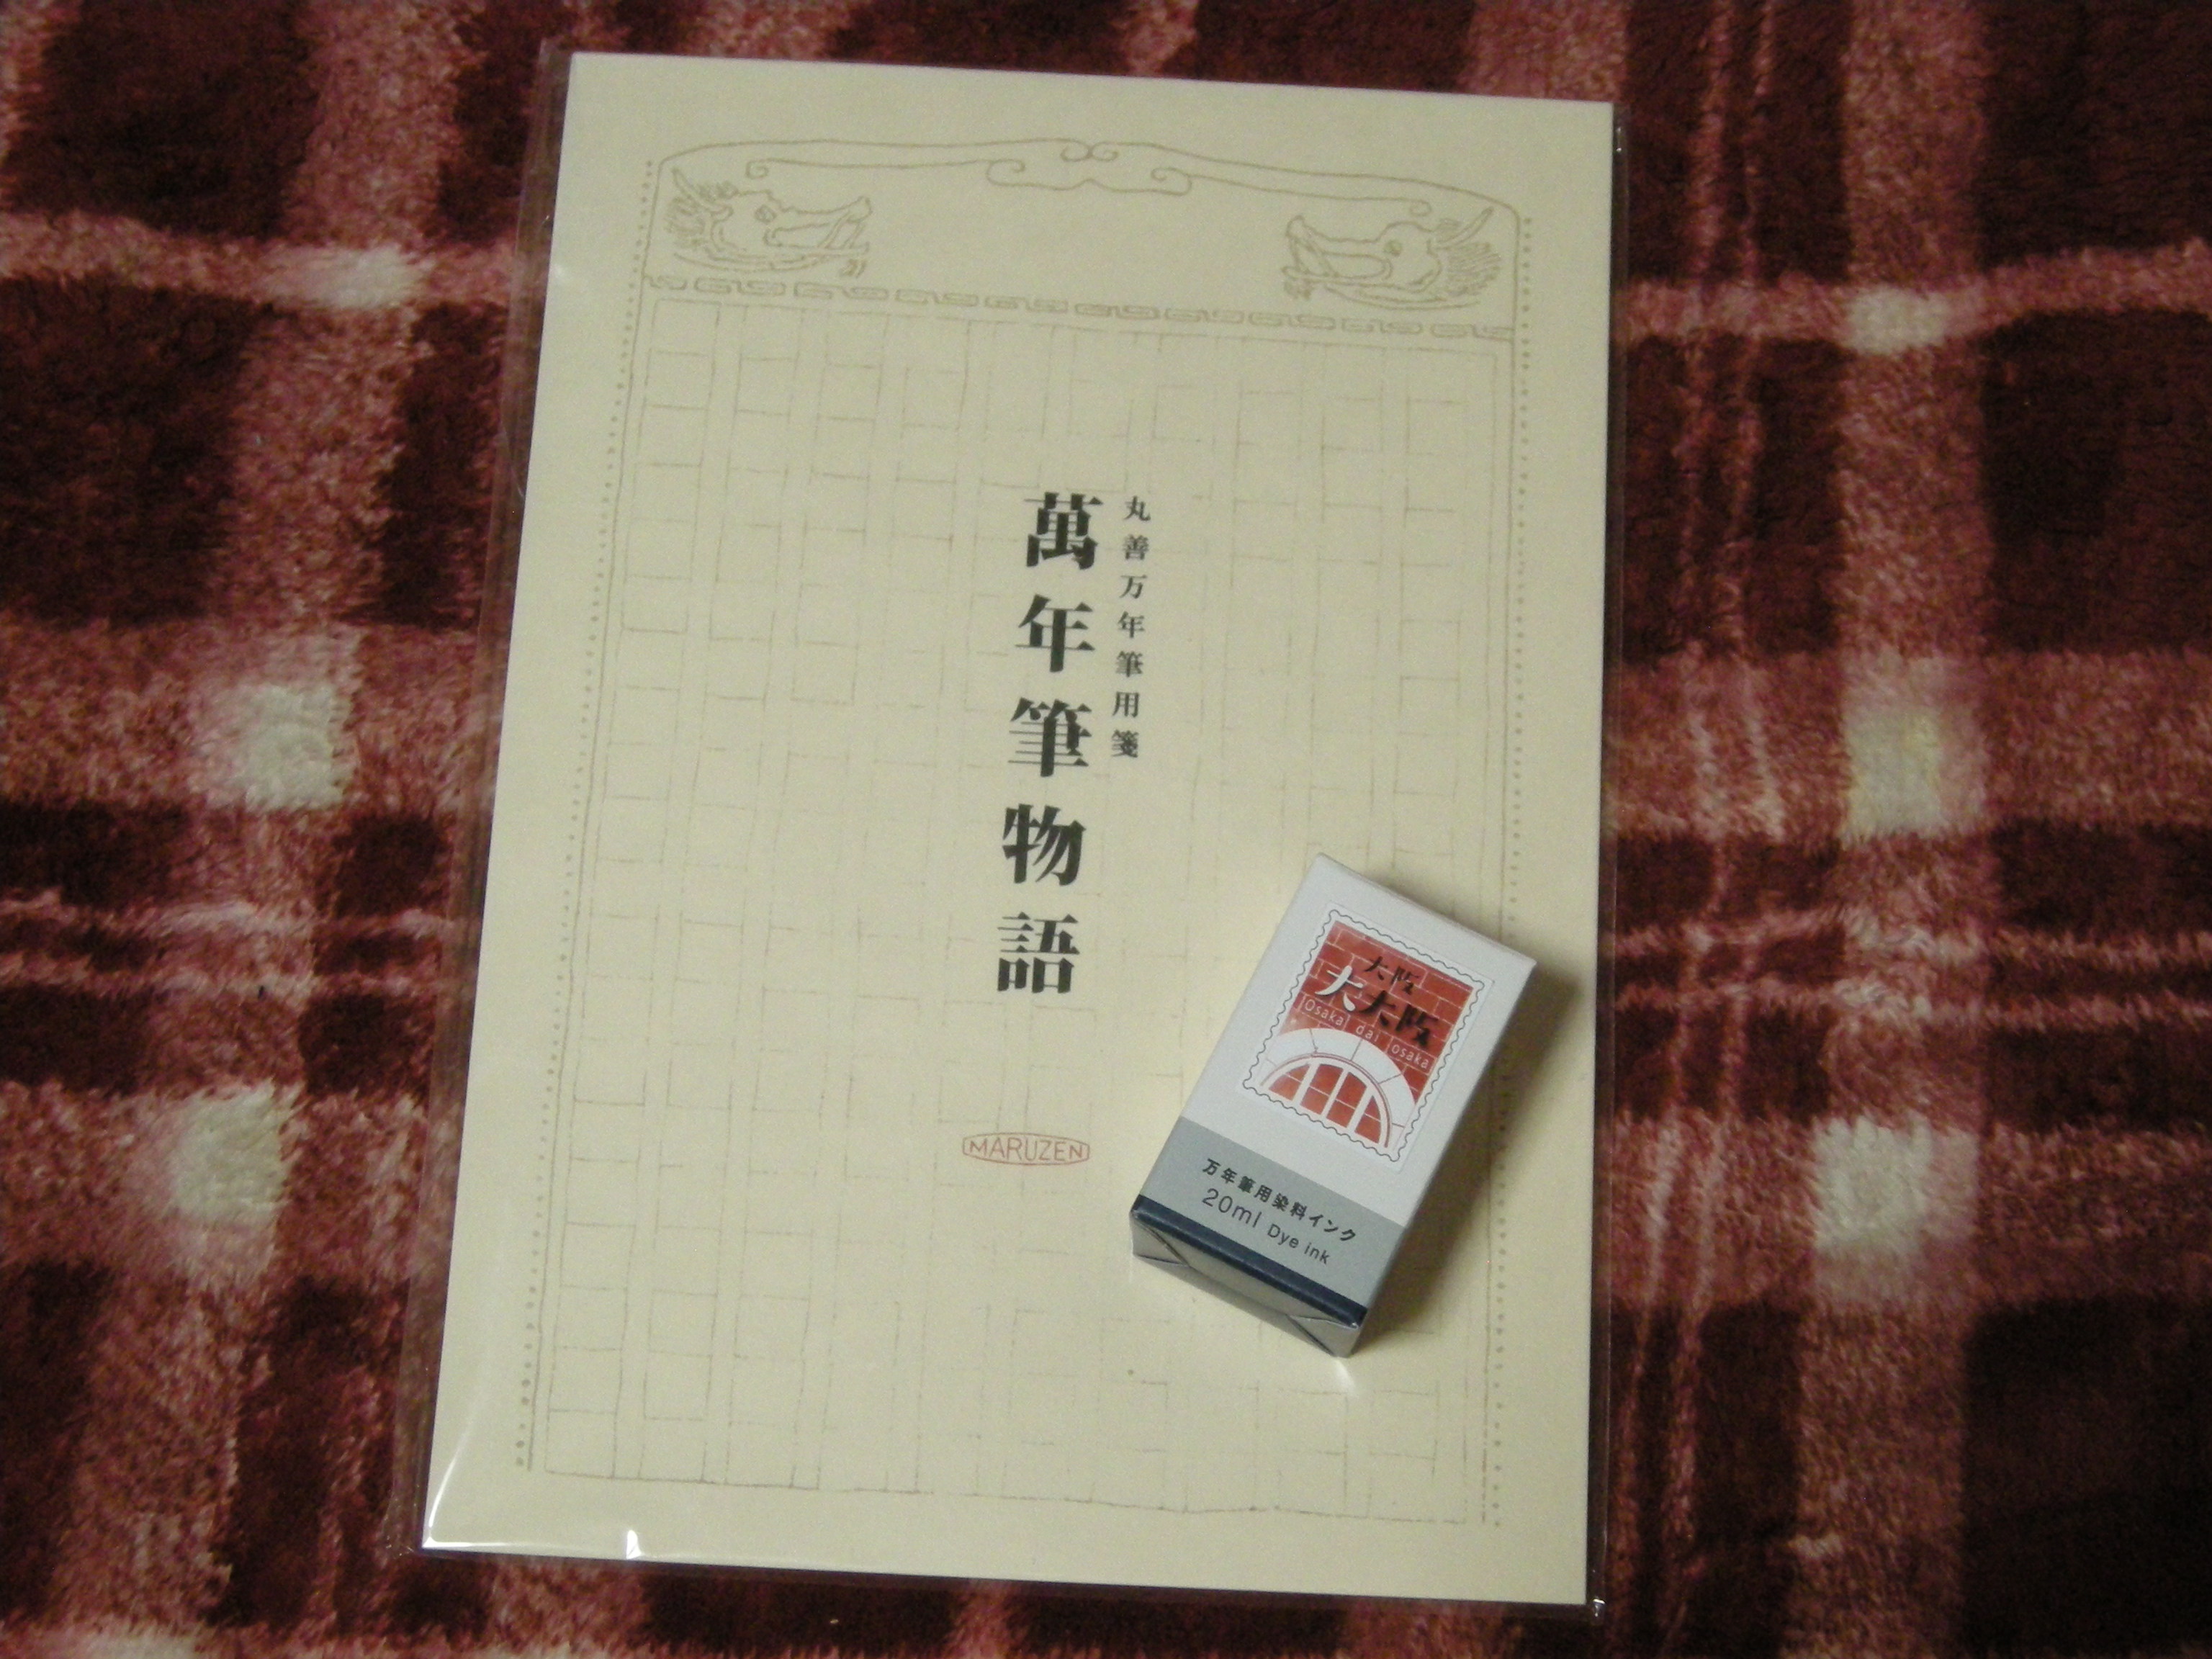 丸善万年筆用箋
萬年筆物語
MARUZEN
大阪
大大阪
Osaka dai Osaka
万年筆用染料インク
20ml Dye ink